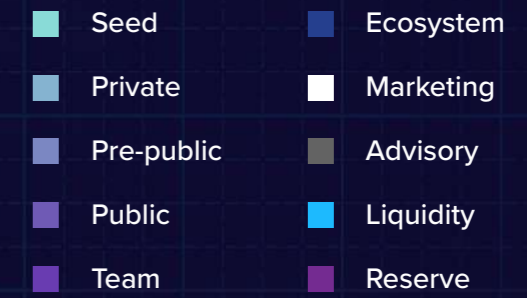 Seed
Private
Pre-public
Public
Team
Ecosystem
Marketing
Advisory
Liquidity
Reserve